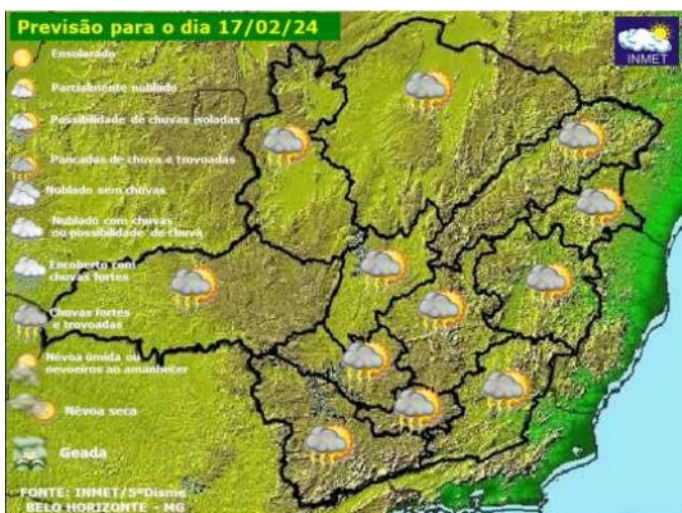 Previsão para o dia 17/02/24
INMET
Ensolarado
Parcialmente nublado
Possibilidade de chuvas isoladas
Pancadas de chuva e trovoadas
Nublado sem chuvas
Nublado com chuvas
ou possibilidade de chuva
Encoberto com
chuvas fortes
Chuvas fortes
e trovoadas
Névoa úmida ou
nevoeiros ao amanhecer
Névoa seca
Geada
FONTE: INMET/5ºDisme
BELO HORIZONTE - MG